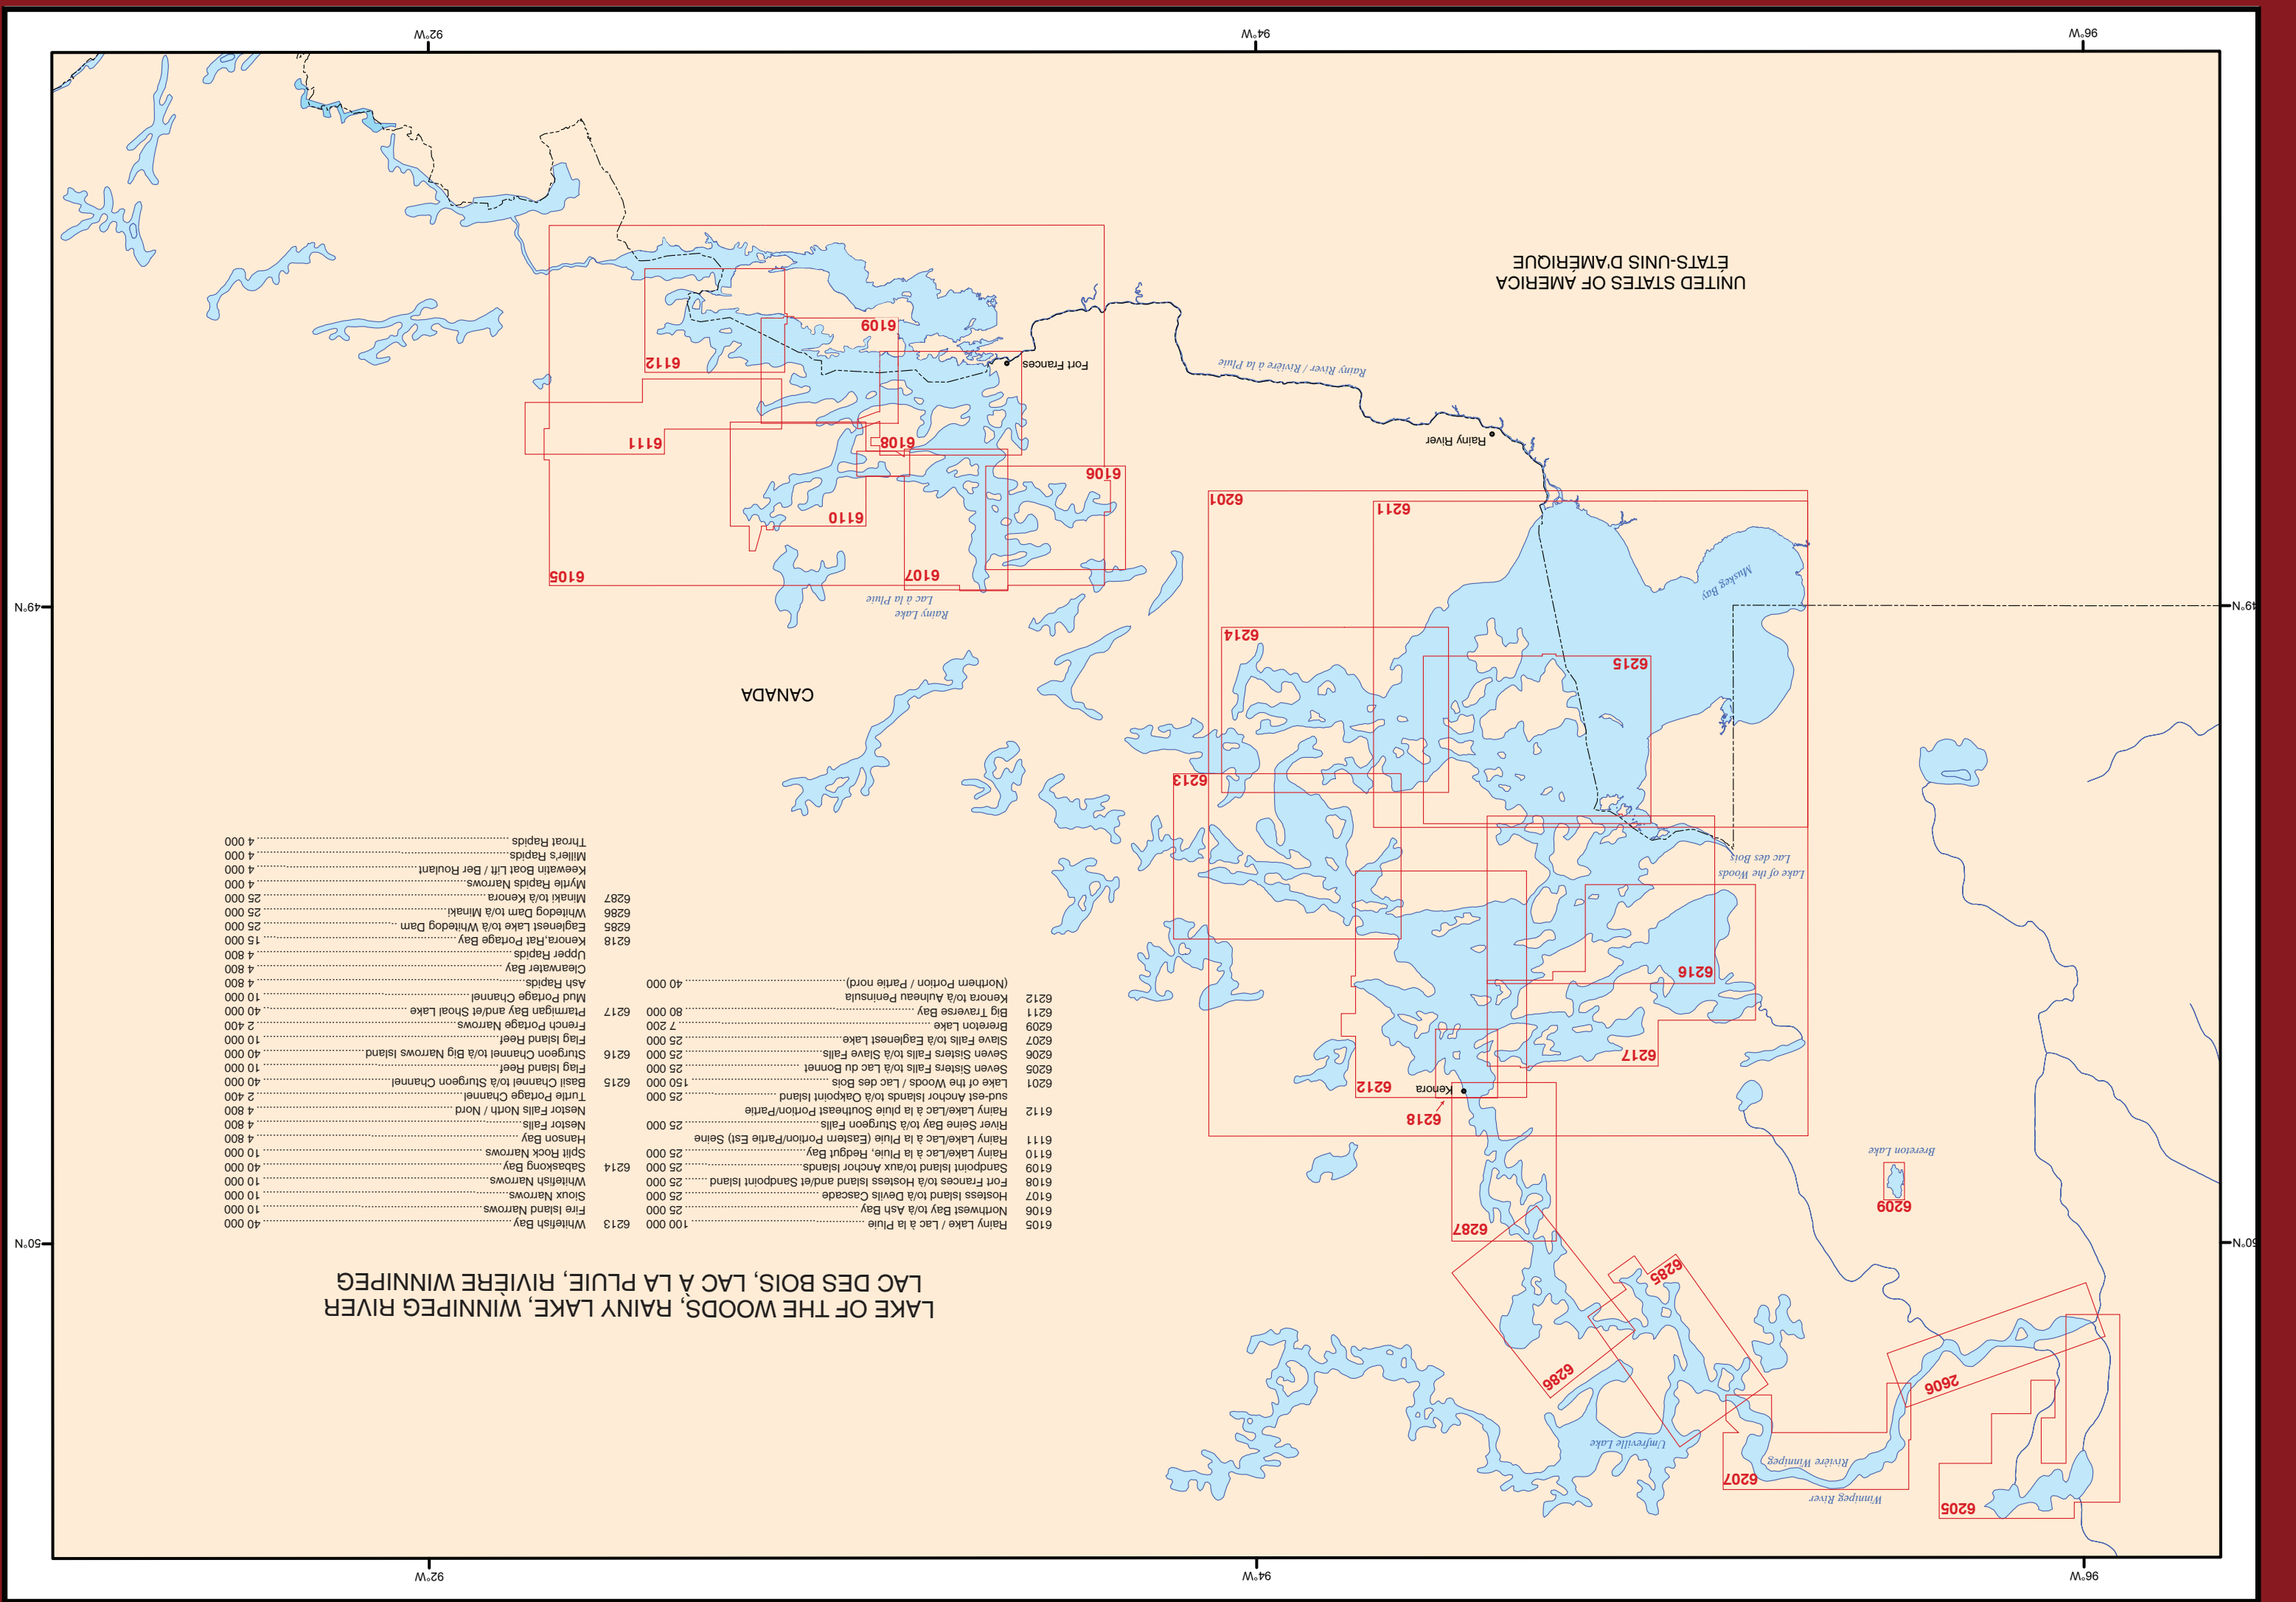 96°W
94°W
92°W
6205
Winnipeg River
6207
Rivière Winnipeg
Umfreville Lake
2606
6286
6285
LAKE OF THE WOODS, RAINY LAKE, WINNIPEG RIVER
LAC DES BOIS, LAC À LA PLUIE, RIVIÈRE WINNIPEG
50°N
50°N
6287
6209
Brereton Lake
6105 Rainy Lake / Lac à la Pluie 100 000
6106 Northwest Bay to/à Ash Bay 25 000
6107 Hostess Island to/à Devils Cascade 25 000
6108 Fort Frances to/à Hostess Island and/et Sandpoint Island 25 000
6109 Sandpoint Island to/aux Anchor Islands 25 000
6110 Rainy Lake/Lac à la Pluie, Redgut Bay 25 000
6111 Rainy Lake/Lac à la Pluie (Eastern Portion/Partie Est) Seine
River Seine Bay to/à Sturgeon Falls 25 000
6112 Rainy Lake/Lac à la pluie Southeast Portion/Partie
sud-est Anchor Islands to/à Oakpoint Island 25 000
6201 Lake of the Woods / Lac des Bois 150 000
6205 Seven Sisters Falls to/à Lac du Bonnet 25 000
6206 Seven Sisters Falls to/à Slave Falls 25 000
6207 Slave Falls to/à Eaglenest Lake 25 000
6209 Brereton Lake 7 200
6211 Big Traverse Bay 80 000
6212 Kenora to/à Aulneau Peninsula
(Northern Portion / Partie nord) 40 000
6213 Whitefish Bay 40 000
Fire Island Narrows 10 000
Sioux Narrows 10 000
Whitefish Narrows 10 000
6214 Sabaskong Bay 40 000
Split Rock Narrows 10 000
Hanson Bay 4 800
Nestor Falls 4 800
Nestor Falls North / Nord 4 800
Turtle Portage Channel 2 400
6215 Basil Channel to/à Sturgeon Channel 40 000
Flag Island Reef 10 000
6216 Sturgeon Channel to/à Big Narrows Island 40 000
Flag Island Reef 10 000
French Portage Narrows 2 400
6217 Ptarmigan Bay and/et Shoal Lake 40 000
Mud Portage Channel 10 000
Ash Rapids 4 800
Clearwater Bay 4 800
Upper Rapids 4 800
6218 Kenora,Rat Portage Bay 15 000
6285 Eaglenest Lake to/à Whitedog Dam 25 000
6286 Whitedog Dam to/à Minaki 25 000
6287 Minaki to/à Kenora 25 000
Myrtle Rapids Narrows 4 000
Keewatin Boat Lift / Ber Roulant 4 000
Miller's Rapids 4 000
Throat Rapids 4 000
6218
Kenora
6212
6217
6216
Lake of the Woods
Lac des Bois
6213
CANADA
6215
6214
Rainy Lake
Lac à la Pluie
49°N
49°N
Muskeg Bay
6107
6105
6110
6211
6201
6106
6108
6111
Rainy River
Rainy River / Rivière à la Pluie
Fort Frances
6112
6109
UNITED STATES OF AMERICA
ÉTATS-UNIS D'AMÉRIQUE
96°W
94°W
92°W